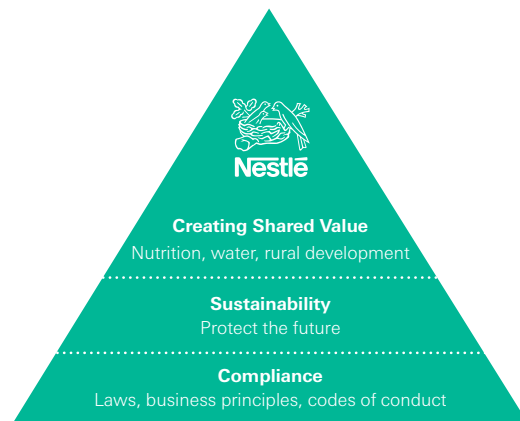 Nestlé
Creating Shared Value
Nutrition, water, rural development
Sustainability
Protect the future
Compliance
Laws, business principles, codes of conduct